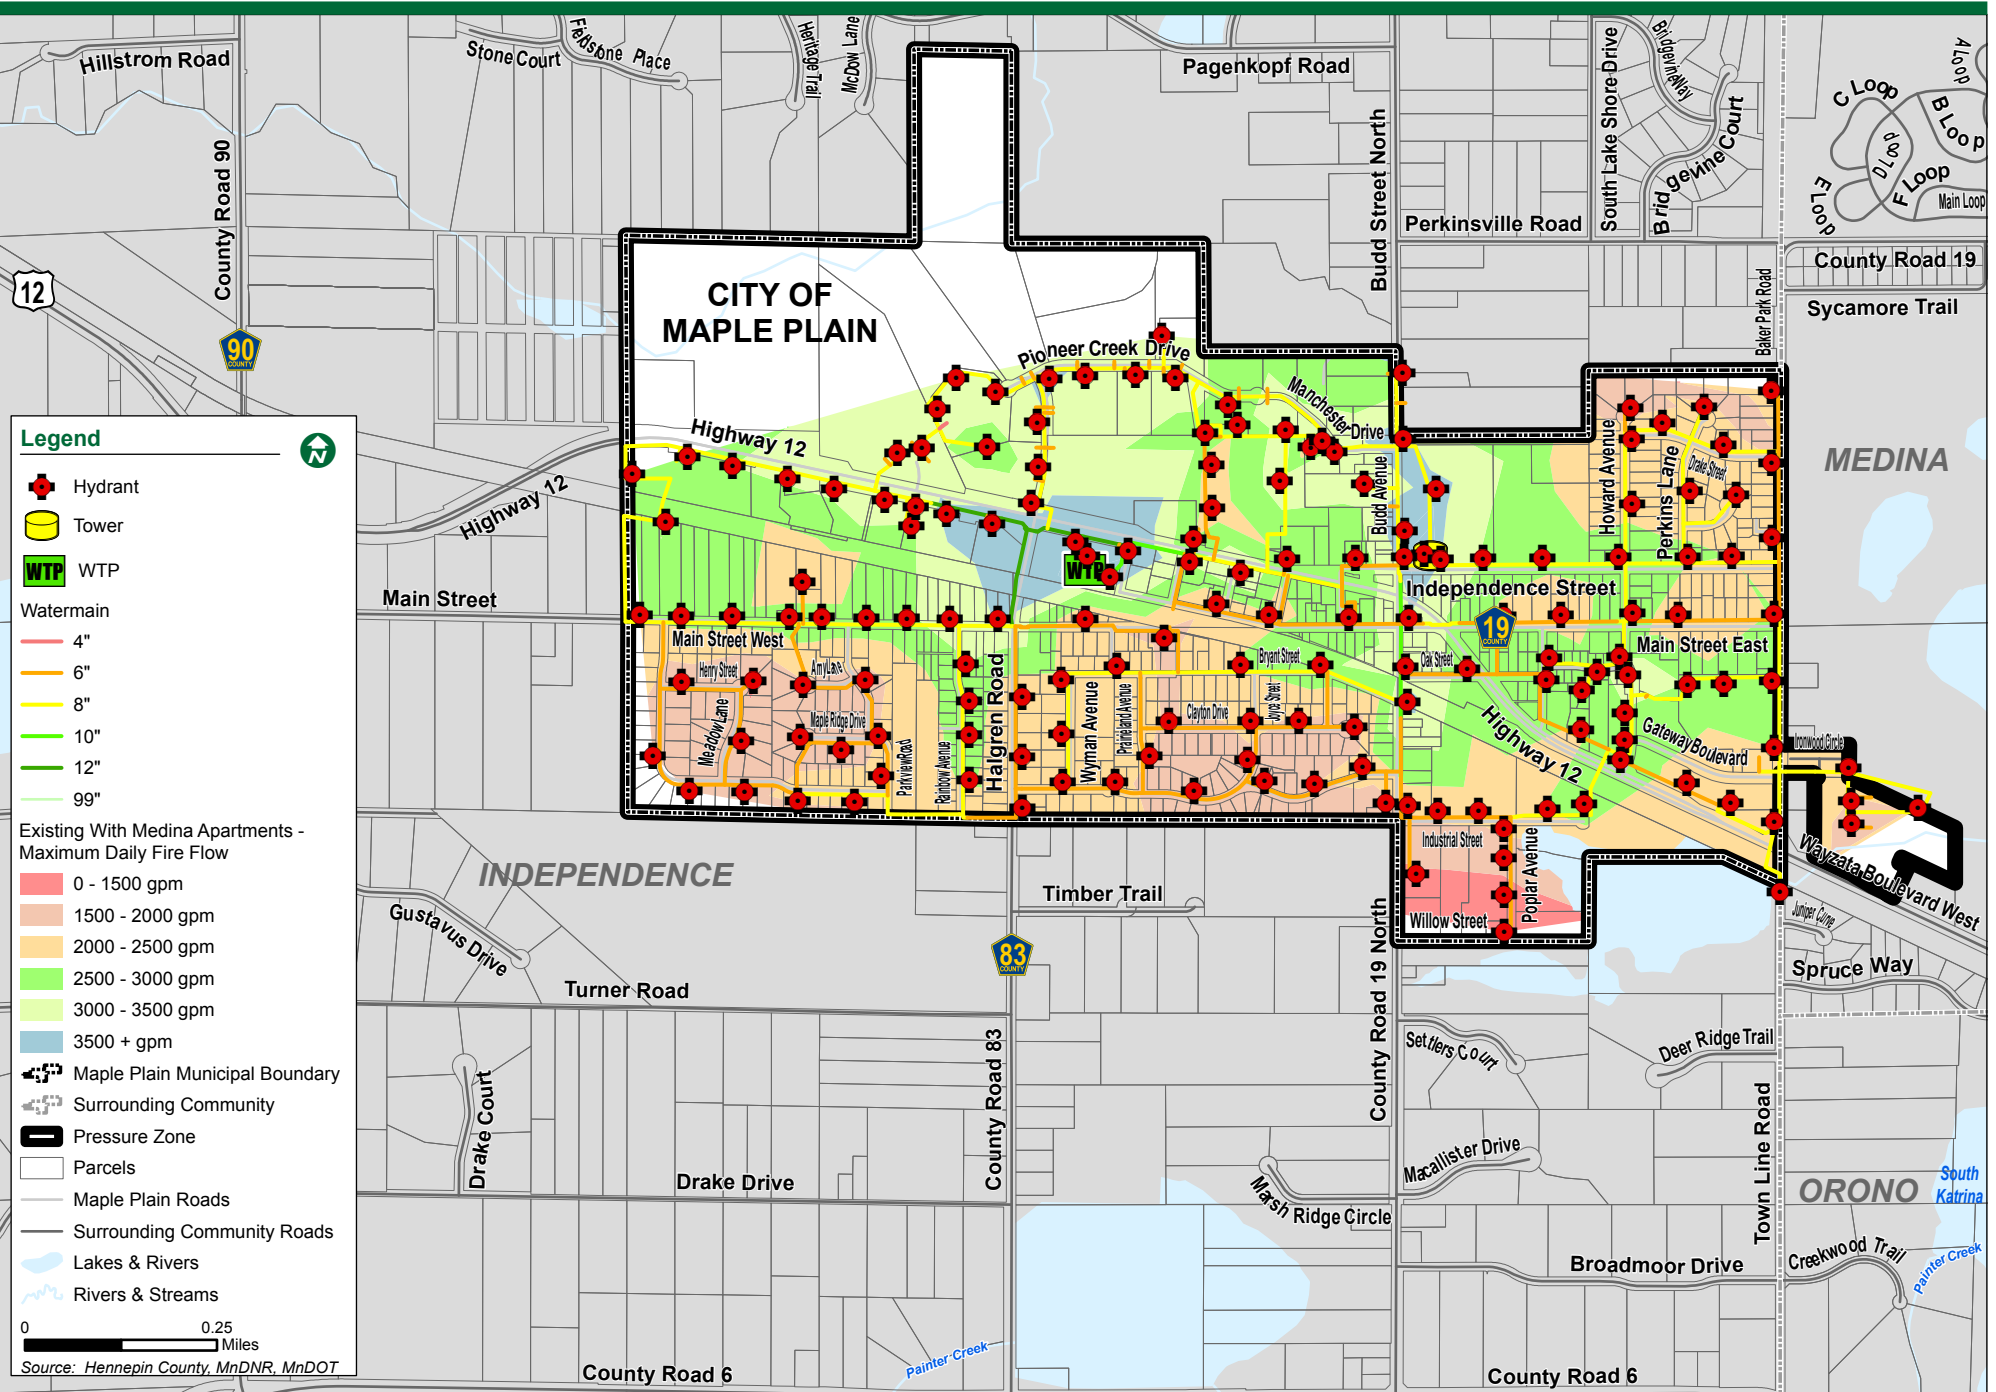 Hillstrom Road
Stone Court
Fieldstone Place
Heritage Trail
McDow Lane
Pagenkopf Road
Budd Street North
South Lake Shore Drive
Bridgevine Way
Bridgevine Court
A Loop
B Loop
C Loop
D Loop
E Loop
F Loop
Main Loop
County Road 90
Perkinsville Road
County Road 19
Sycamore Trail
Baker Park Road
12
90
COUNTY
CITY OF
MAPLE PLAIN
Pioneer Creek Drive
Manchester Drive
Highway 12
Highway 12
Budd Avenue
Howard Avenue
Perkins Lane
Drake Street
MEDINA
WTP
Independence Street
19
COUNTY
Main Street
Main Street West
Main Street East
Henry Street
Amy Lane
Meadow Lane
Maple Ridge Drive
Parkview Road
Rainbow Avenue
Halgren Road
Wyman Avenue
Prairieland Avenue
Clayton Drive
Joyce Street
Bryant Street
Oak Street
Highway 12
Gateway Boulevard
Ironwood Circle
Industrial Street
Poplar Avenue
Willow Street
Wayzata Boulevard West
Juniper Curve
Spruce Way
INDEPENDENCE
Timber Trail
Gustavus Drive
83
COUNTY
Turner Road
County Road 19 North
Settlers Court
Deer Ridge Trail
County Road 83
Drake Court
Drake Drive
Macallister Drive
Marsh Ridge Circle
Town Line Road
ORONO
South
Katrina
Broadmoor Drive
Creekwood Trail
Painter Creek
Painter Creek
County Road 6
County Road 6
Legend
N
Hydrant
Tower
WTP WTP
Watermain
4"
6"
8"
10"
12"
99"
Existing With Medina Apartments -
Maximum Daily Fire Flow
0 - 1500 gpm
1500 - 2000 gpm
2000 - 2500 gpm
2500 - 3000 gpm
3000 - 3500 gpm
3500 + gpm
Maple Plain Municipal Boundary
Surrounding Community
Pressure Zone
Parcels
Maple Plain Roads
Surrounding Community Roads
Lakes & Rivers
Rivers & Streams
0 0.25
Miles
Source: Hennepin County, MnDNR, MnDOT